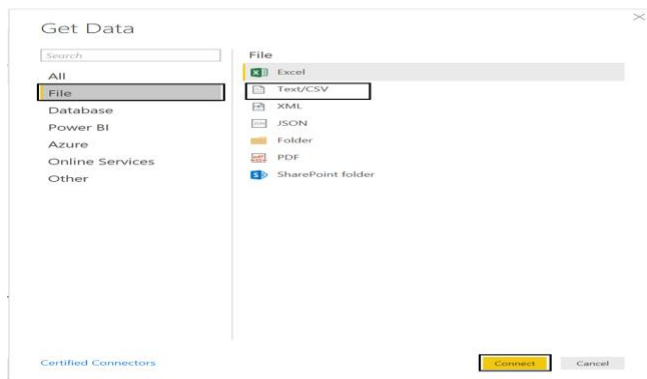 Get Data
Search
All
File
Database
Power BI
Azure
Online Services
Other
File
Excel
Text/CSV
XML
JSON
Folder
PDF
SharePoint folder
Certified Connectors
Connect
Cancel